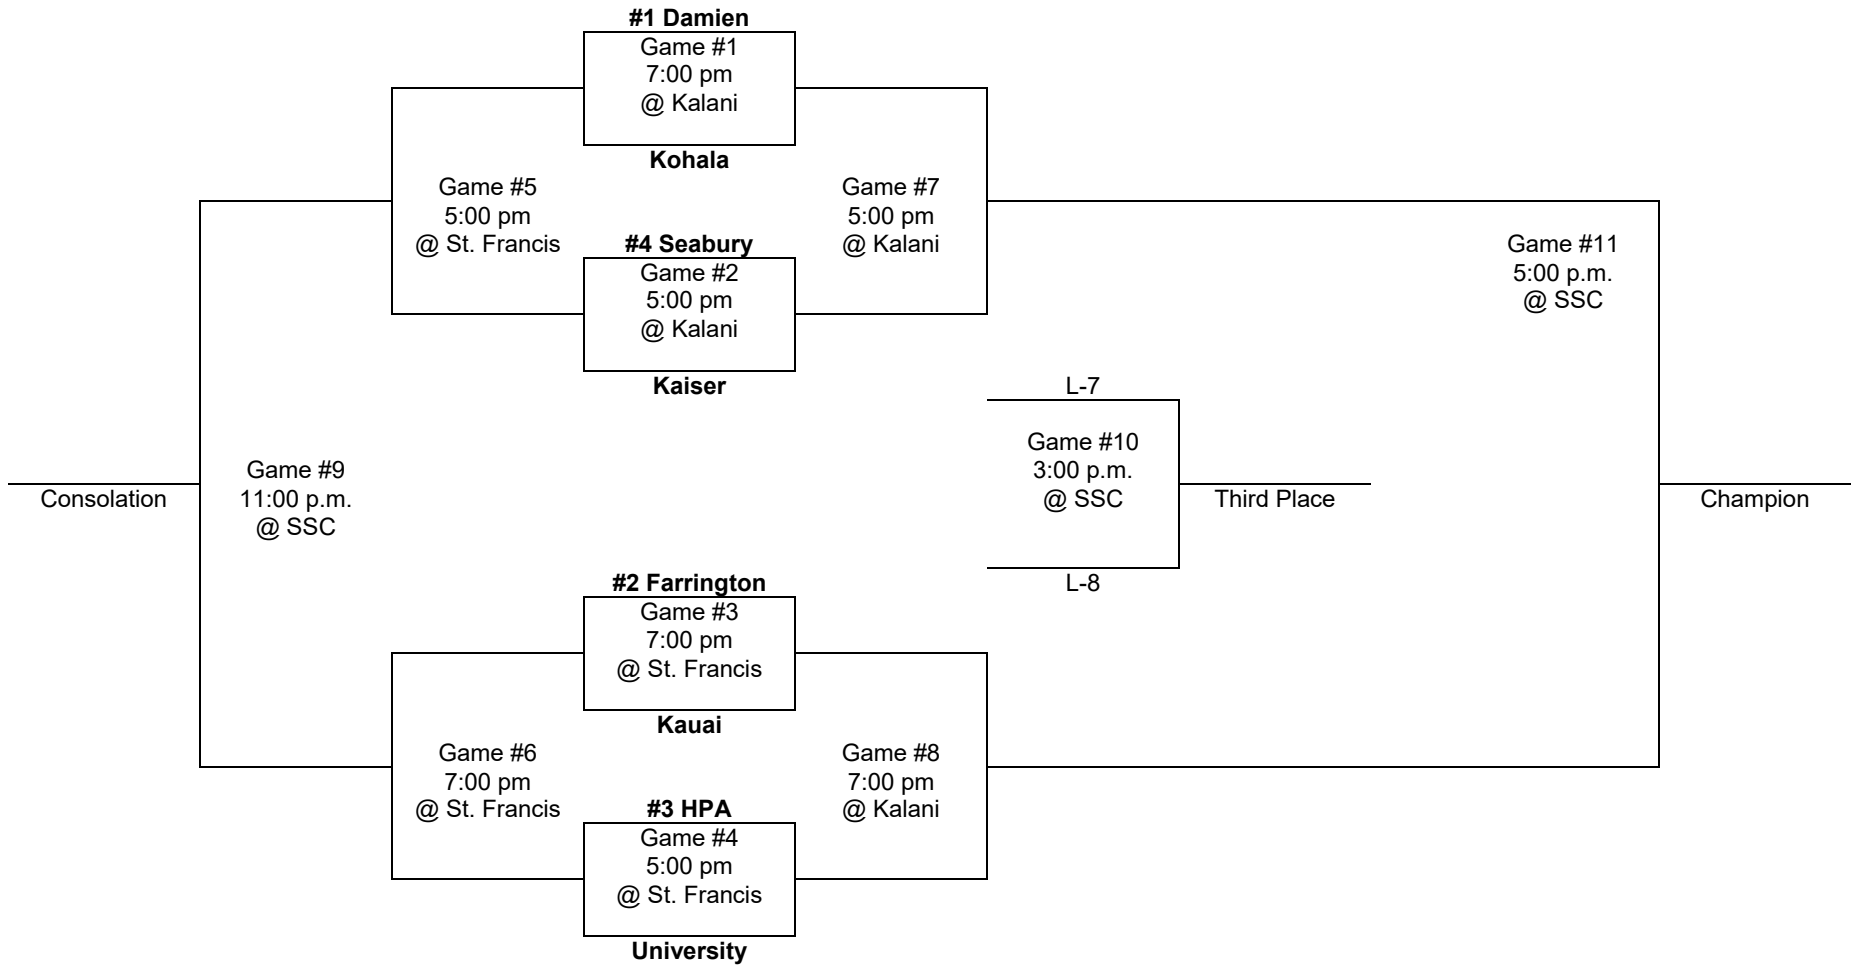 #1 Damien
Game #1
7:00 pm
@ Kalani
Kohala
Game #5
5:00 pm
@ St. Francis
Game #7
5:00 pm
@ Kalani
#4 Seabury
Game #2
5:00 pm
@ Kalani
Kaiser
Game #11
5:00 p.m.
@ SSC
L-7
Game #10
3:00 p.m.
@ SSC
L-8
Third Place
Champion
Game #9
11:00 p.m.
@ SSC
Consolation
#2 Farrington
Game #3
7:00 pm
@ St. Francis
Kauai
Game #6
7:00 pm
@ St. Francis
Game #8
7:00 pm
@ Kalani
#3 HPA
Game #4
5:00 pm
@ St. Francis
University